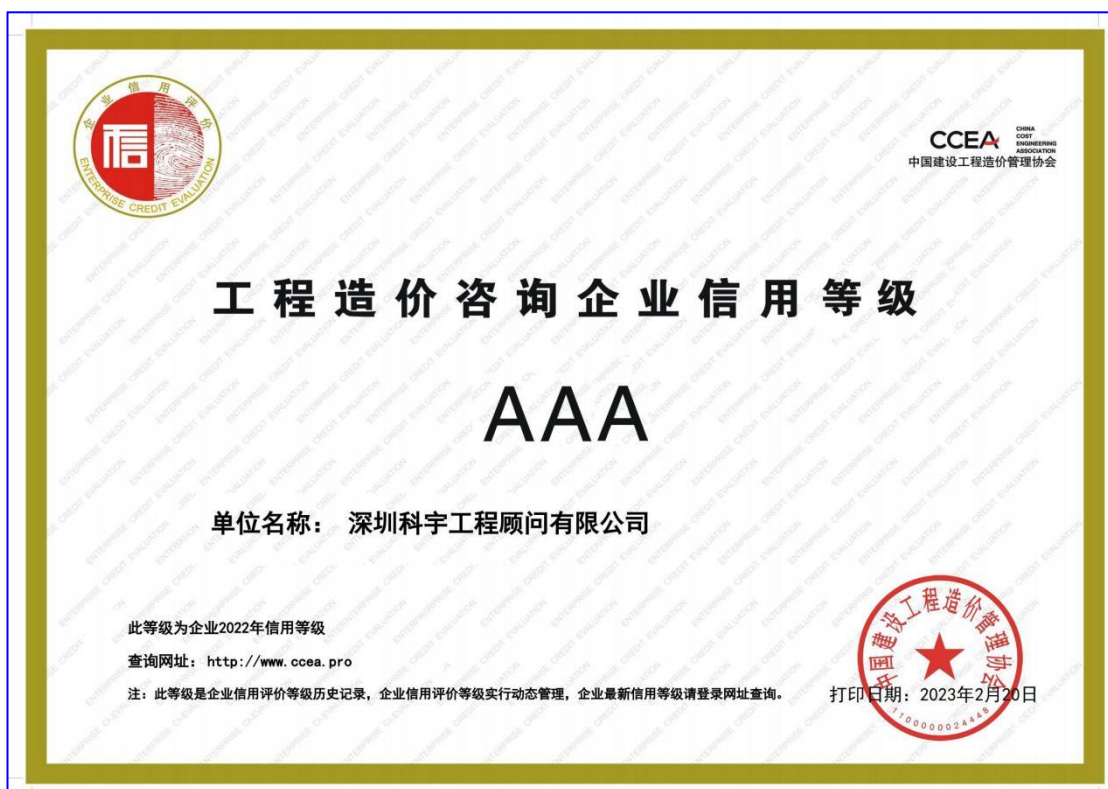 企业信用评价
信
ENTERPRISE CREDIT EVALUATION
CCEA
CHINA
COST
ENGINEERING
ASSOCIATION
中国建设工程造价管理协会
工程造价咨询企业信用等级
AAA
单位名称： 深圳科宇工程顾问有限公司
此等级为企业2022年信用等级
查询网址：http://www.ccea.pro
注：此等级是企业信用评价等级历史记录，企业信用评价等级实行动态管理，企业最新信用等级请登录网址查询。
打印日期：2023年2月20日
中国建设工程造价管理协会
1100000024448